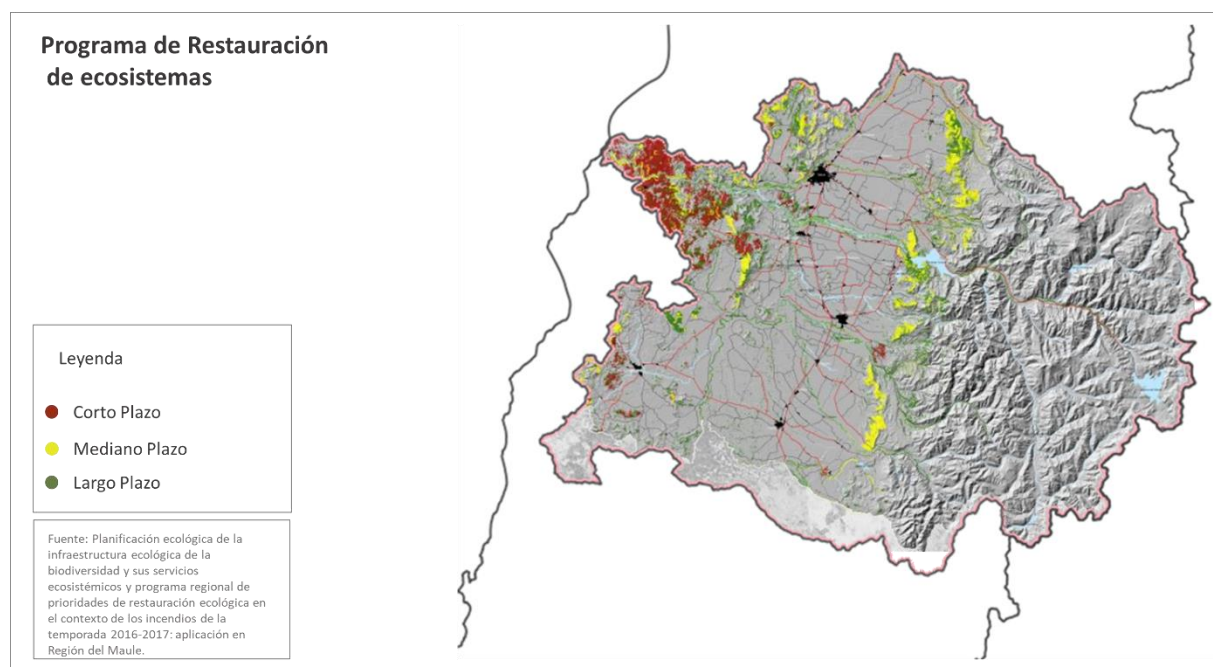 Programa de Restauración
de ecosistemas
Leyenda
Corto Plazo
Mediano Plazo
Largo Plazo
Fuente: Planificación ecológica de la
infraestructura ecológica de la
biodiversidad y sus servicios
ecosistémicos y programa regional de
prioridades de restauración ecológica en
el contexto de los incendios de la
temporada 2016-2017: aplicación en
Región del Maule.